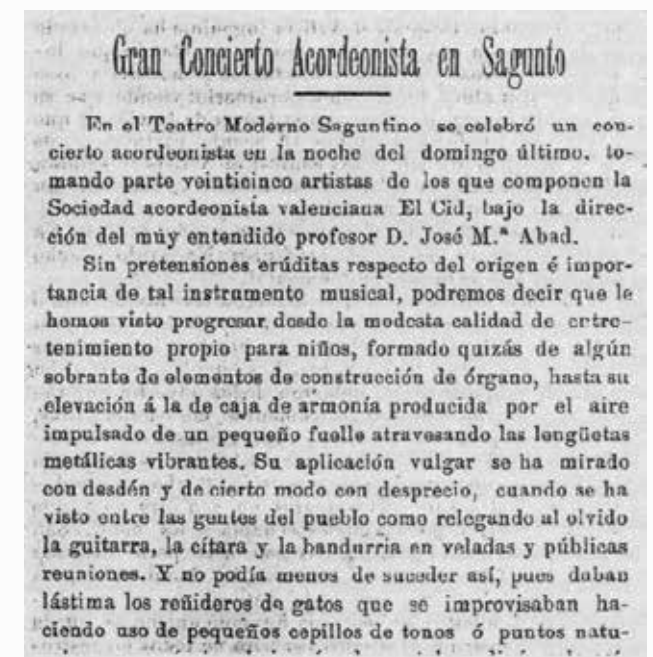 Gran Concierto Acordeonista en Sagunto
En el Teatro Moderno Saguntino se celebró un con-
cierto acordeonista en la noche del domingo último, to-
mando parte veinticinco artistas de los que componen la
Sociedad acordeonista valenciana El Cid, bajo la direc-
ción del muy entendido profesor D. José M.ª Abad.
Sin pretensiones erúditas respecto del origen é impor-
tancia de tal instrumento musical, podremos decir que le
hemos visto progresar desde la modesta calidad de entre-
tenimiento propio para niños, formado quizás de algún
sobrante de elementos de construcción de órgano, hasta su
elevación á la de caja de armonía producida por el aire
impulsado de un pequeño fuelle atravesando las lengüetas
metálicas vibrantes. Su aplicación vulgar se ha mirado
con desdén y de cierto modo con desprecio, cuando se ha
visto entre las gentes del pueblo como relegando al olvido
la guitarra, la cítara y la bandurria en veladas y públicas
reuniones. Y no podía menos de suceder así, pues daban
lástima los reñideros de gatos que se improvisaban ha-
ciendo uso de pequeños cepillos de tonos ó puntos natu-